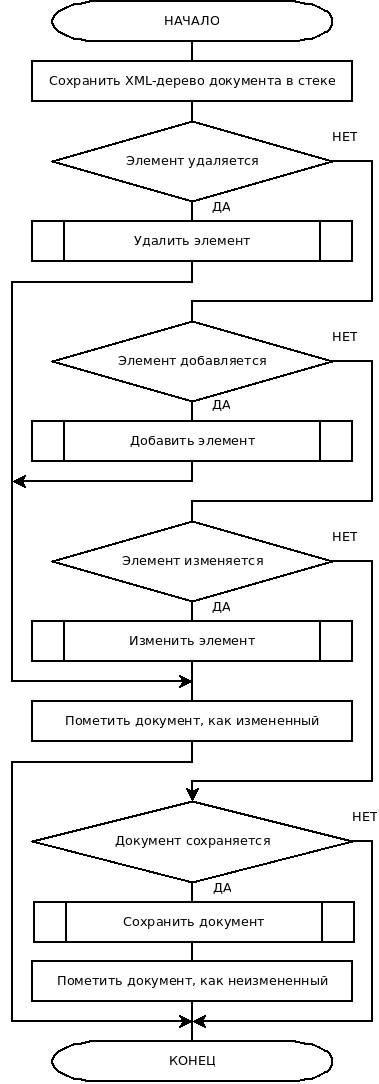 НАЧАЛО
Сохранить XML-дерево документа в стеке
НЕТ
Элемент удаляется
ДА
Удалить элемент
НЕТ
Элемент добавляется
ДА
Добавить элемент
НЕТ
Элемент изменяется
ДА
Изменить элемент
Пометить документ, как измененный
НЕТ
Документ сохраняется
ДА
Сохранить документ
Пометить документ, как неизмененный
КОНЕЦ